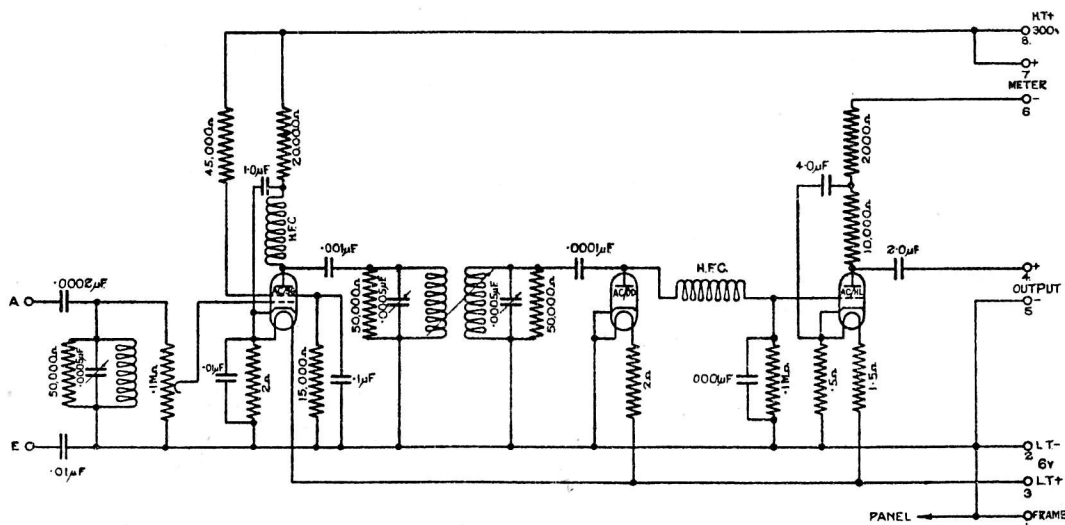 H.T+
300v
8.
+
7
METER
-
6
45,000Ω
20,000Ω
1·0µF
H.F.C
·001µF
·0001µF
H.F.C.
4·0µF
2000Ω
10,000Ω
2·0µF
+
4
OUTPUT
-
5
A
·0002µF
50,000Ω
·0005µF
·1MΩ
·01µF
2Ω
15,000Ω
·1µF
50,000Ω
·0005µF
·0005µF
50,000Ω
AC/DD
2Ω
·1MΩ
AC/HL
·5Ω
1·5Ω
E
·01µF
LT-
2
6v
LT+
3
PANEL
FRAME